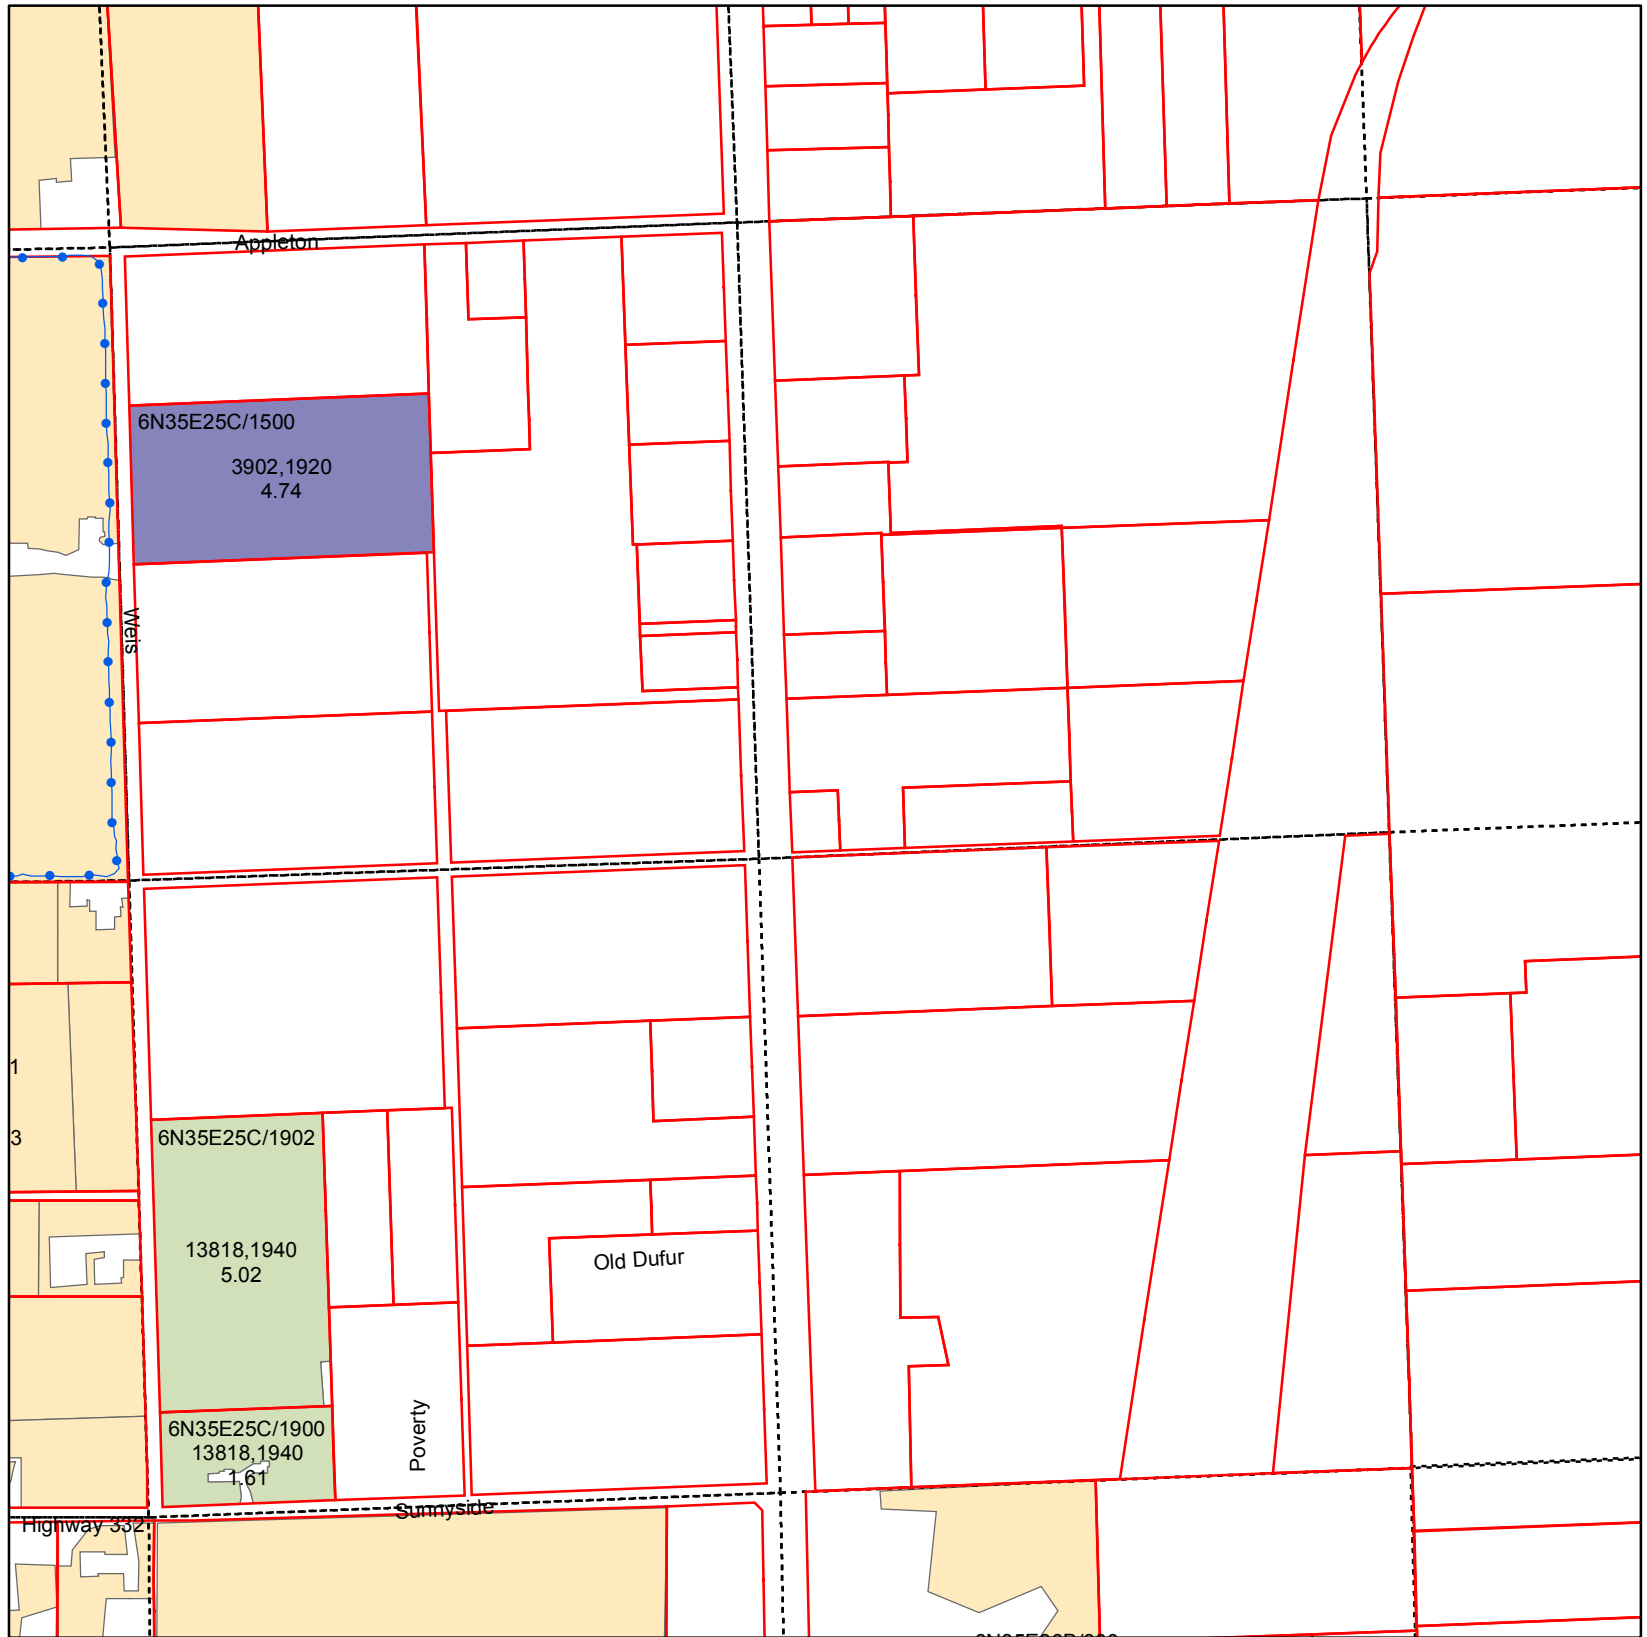 Appleton
6N35E25C/1500
3902,1920
4.74
Weis
1
3
6N35E25C/1902
13818,1940
5.02
Old Dufur
Poverty
6N35E25C/1900
13818,1940
1.61
Sunnyside
Highway 332